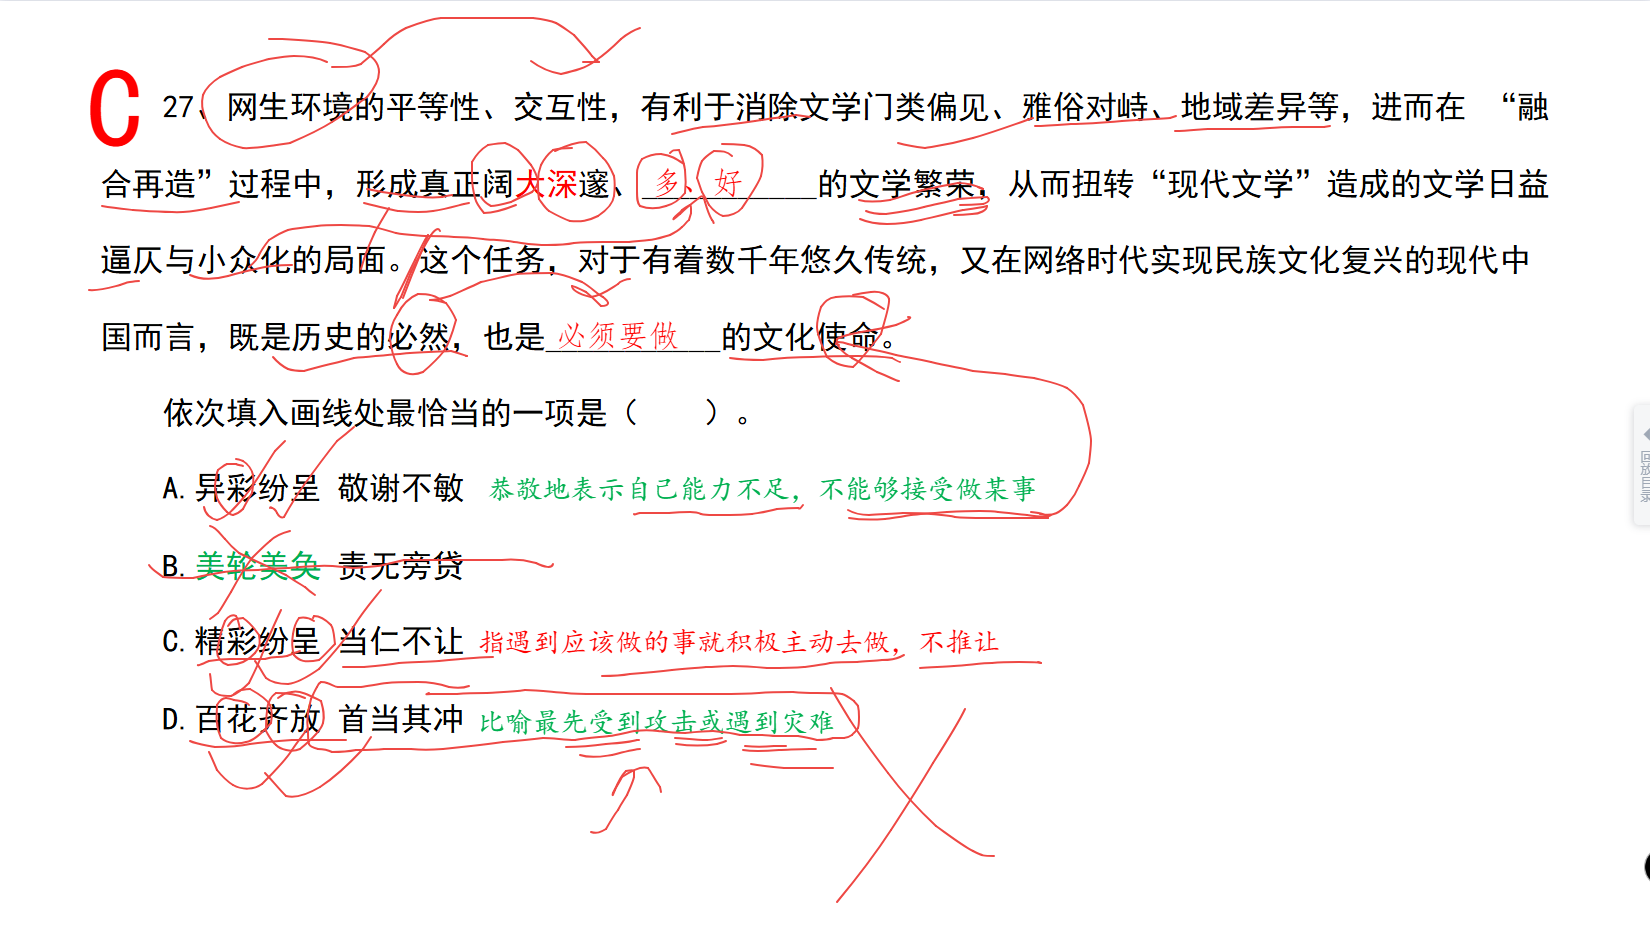 C 27、网生环境的平等性、交互性，有利于消除文学门类偏见、雅俗对峙、地域差异等，进而在 “融
合再造”过程中，形成真正阔大深邃、多、好的文学繁荣，从而扭转“现代文学”造成的文学日益
逼仄与小众化的局面。这个任务，对于有着数千年悠久传统，又在网络时代实现民族文化复兴的现代中
国而言，既是历史的必然，也是必须要做的文化使命。
依次填入画线处最恰当的一项是（ ）。
A. 异彩纷呈 敬谢不敏 恭敬地表示自己能力不足，不能够接受做某事
B. 美轮美奂 责无旁贷
C. 精彩纷呈 当仁不让 指遇到应该做的事就积极主动去做，不推让
D. 百花齐放 首当其冲 比喻最先受到攻击或遇到灾难
回放目录